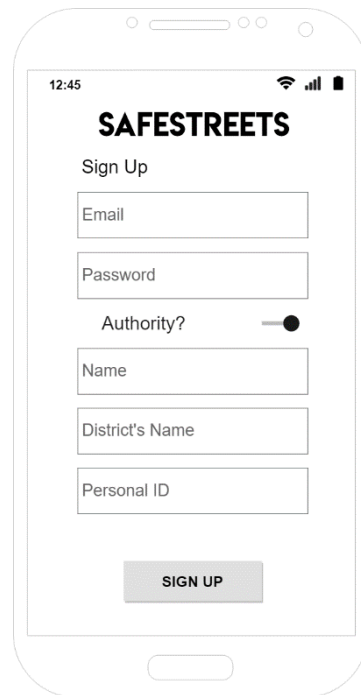 12:45
SAFESTREETS
Sign Up
Email
Password
Authority?
Name
District's Name
Personal ID
SIGN UP